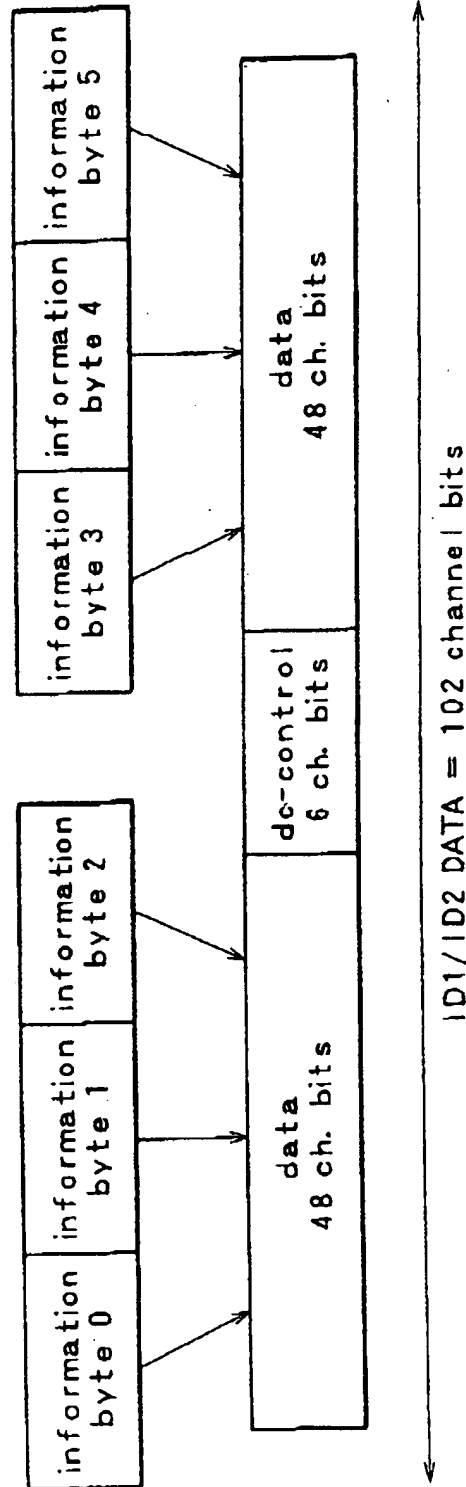 information
byte 0
information
byte 1
information
byte 2
information
byte 3
information
byte 4
information
byte 5
data
48 ch. bits
dc-control
6 ch. bits
data
48 ch. bits
ID1/ID2 DATA = 102 channel bits